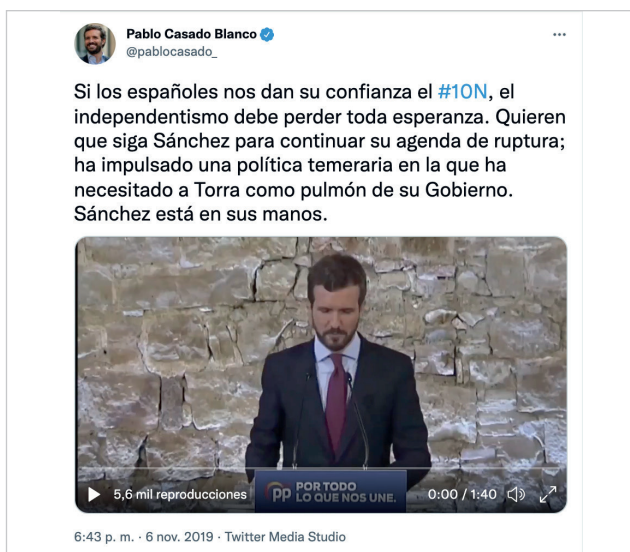 Pablo Casado Blanco
@pablocasado_
Si los españoles nos dan su confianza el #10N, el
independentismo debe perder toda esperanza. Quieren
que siga Sánchez para continuar su agenda de ruptura;
ha impulsado una política temeraria en la que ha
necesitado a Torra como pulmón de su Gobierno.
Sánchez está en sus manos.
5,6 mil reproducciones
PP
POR TODO
LO QUE NOS UNE.
0:00 / 1:40
6:43 p. m. · 6 nov. 2019 · Twitter Media Studio